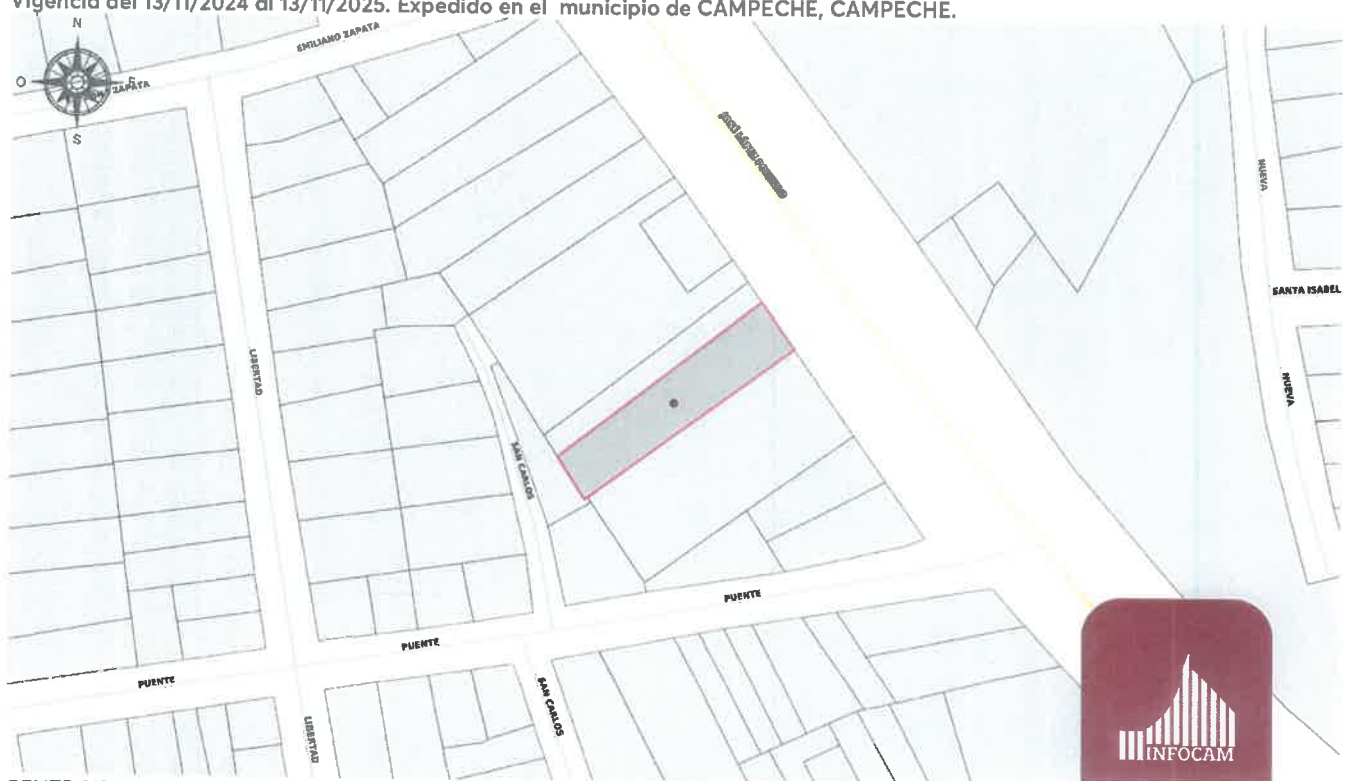 Vigencia del 13/11/2024 al 13/11/2025. Expedido en el municipio de CAMPECHE, CAMPECHE.
N
EMILIANO ZAPATA
O
E
ZAPATA
S
NUEVA
SANTA ISABEL
LIBERTAD
NUEVA
SAN CARLOS
PUENTE
PUENTE
PUENTE
SAN CARLOS
LIBERTAD
INFOCAM